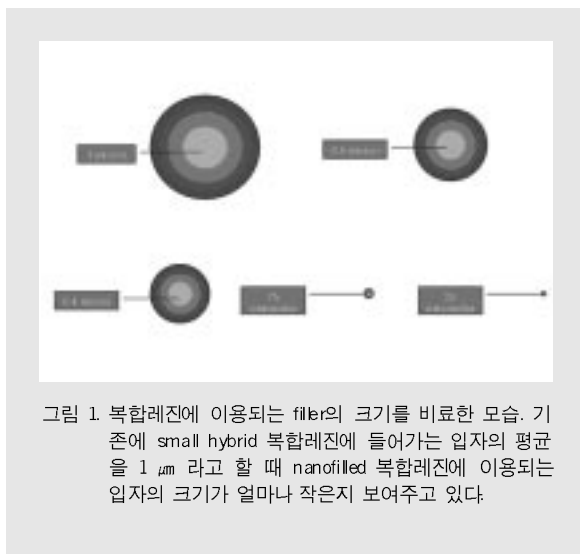 그림 1. 복합레진에 이용되는 filler의 크기를 비료한 모습. 기
존에 small hybrid 복합레진에 들어가는 입자의 평균
을 1 ㎛ 라고 할 때 nanofilled 복합레진에 이용되는
입자의 크기가 얼마나 작은지 보여주고 있다.